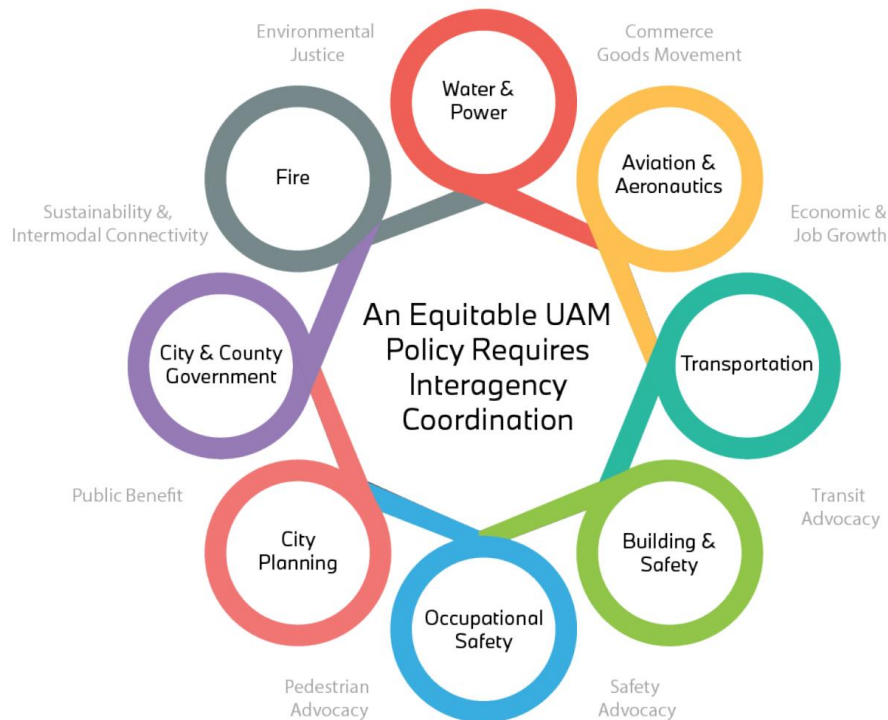 Environmental
Justice
Commerce
Goods Movement
Water &
Power
Fire
Aviation &
Aeronautics
Sustainability &,
Intermodal Connectivity
Economic &
Job Growth
An Equitable UAM
Policy Requires
Interagency
Coordination
City & County
Government
Transportation
Public Benefit
Transit
Advocacy
City
Planning
Building &
Safety
Occupational
Safety
Pedestrian
Advocacy
Safety
Advocacy